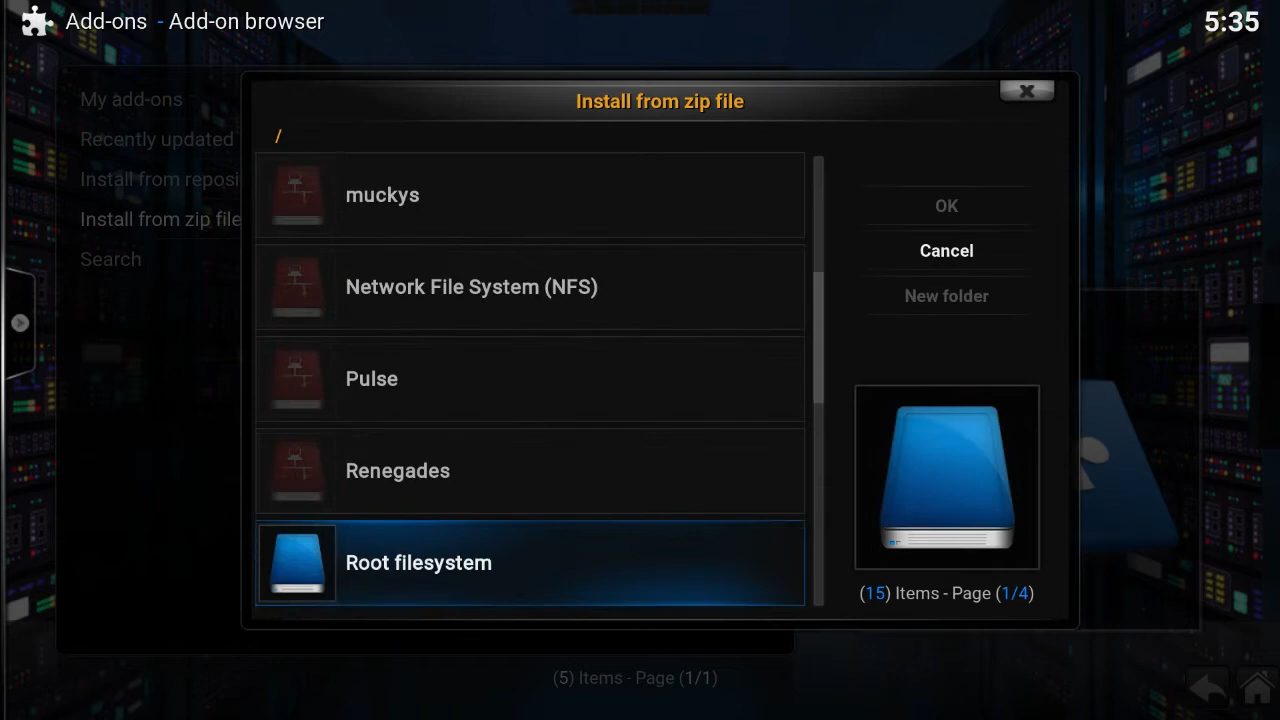 Add-ons - Add-on browser
5:35
My add-ons
Recently updated
Install from reposi
Install from zip file
Search
Install from zip file
/
muckys
Network File System (NFS)
Pulse
Renegades
Root filesystem
OK
Cancel
New folder
(15) Items - Page (1/4)
(5) Items - Page (1/1)